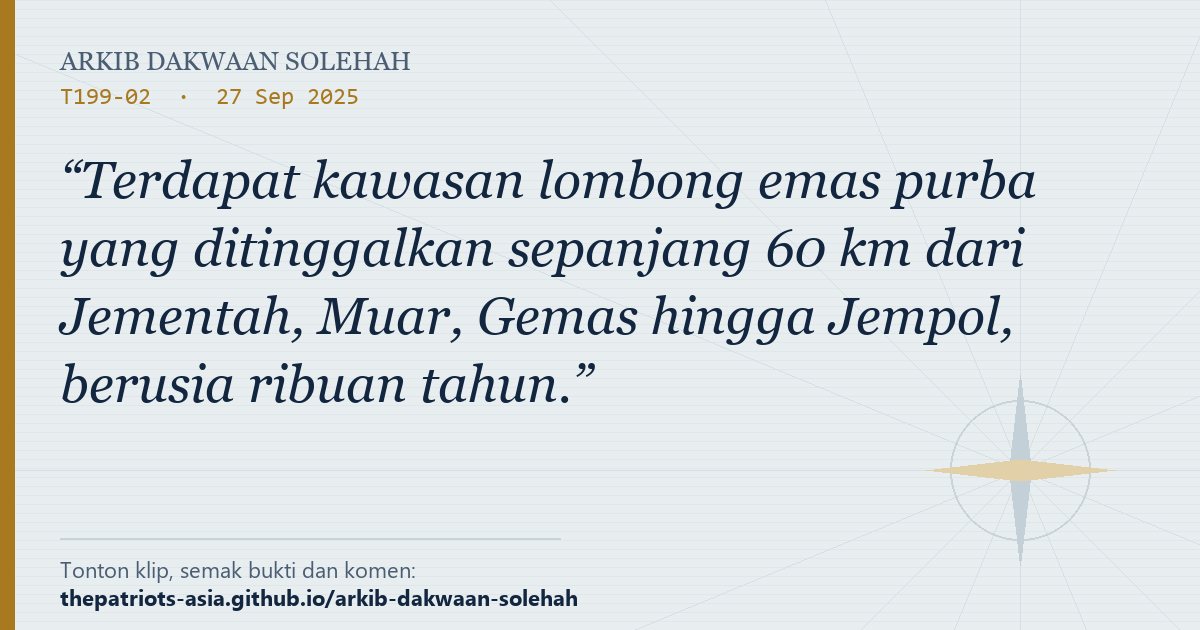 ARKIB DAKWAAN SOLEHAH
T199-02 · 27 Sep 2025
“Terdapat kawasan lombong emas purba
yang ditinggalkan sepanjang 60 km dari
Jementah, Muar, Gemas hingga Jempol,
berusia ribuan tahun.”
Tonton klip, semak bukti dan komen:
thepatriots-asia.github.io/arkib-dakwaan-solehah